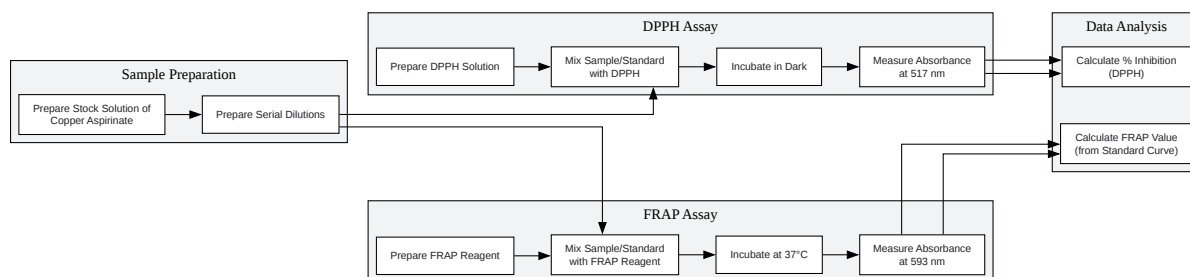 Sample Preparation
Prepare Stock Solution of
Copper Aspirinate
Prepare Serial Dilutions
DPPH Assay
Prepare DPPH Solution
Mix Sample/Standard
with DPPH
Incubate in Dark
Measure Absorbance
at 517 nm
FRAP Assay
Prepare FRAP Reagent
Mix Sample/Standard
with FRAP Reagent
Incubate at 37°C
Measure Absorbance
at 593 nm
Data Analysis
Calculate % Inhibition
(DPPH)
Calculate FRAP Value
(from Standard Curve)